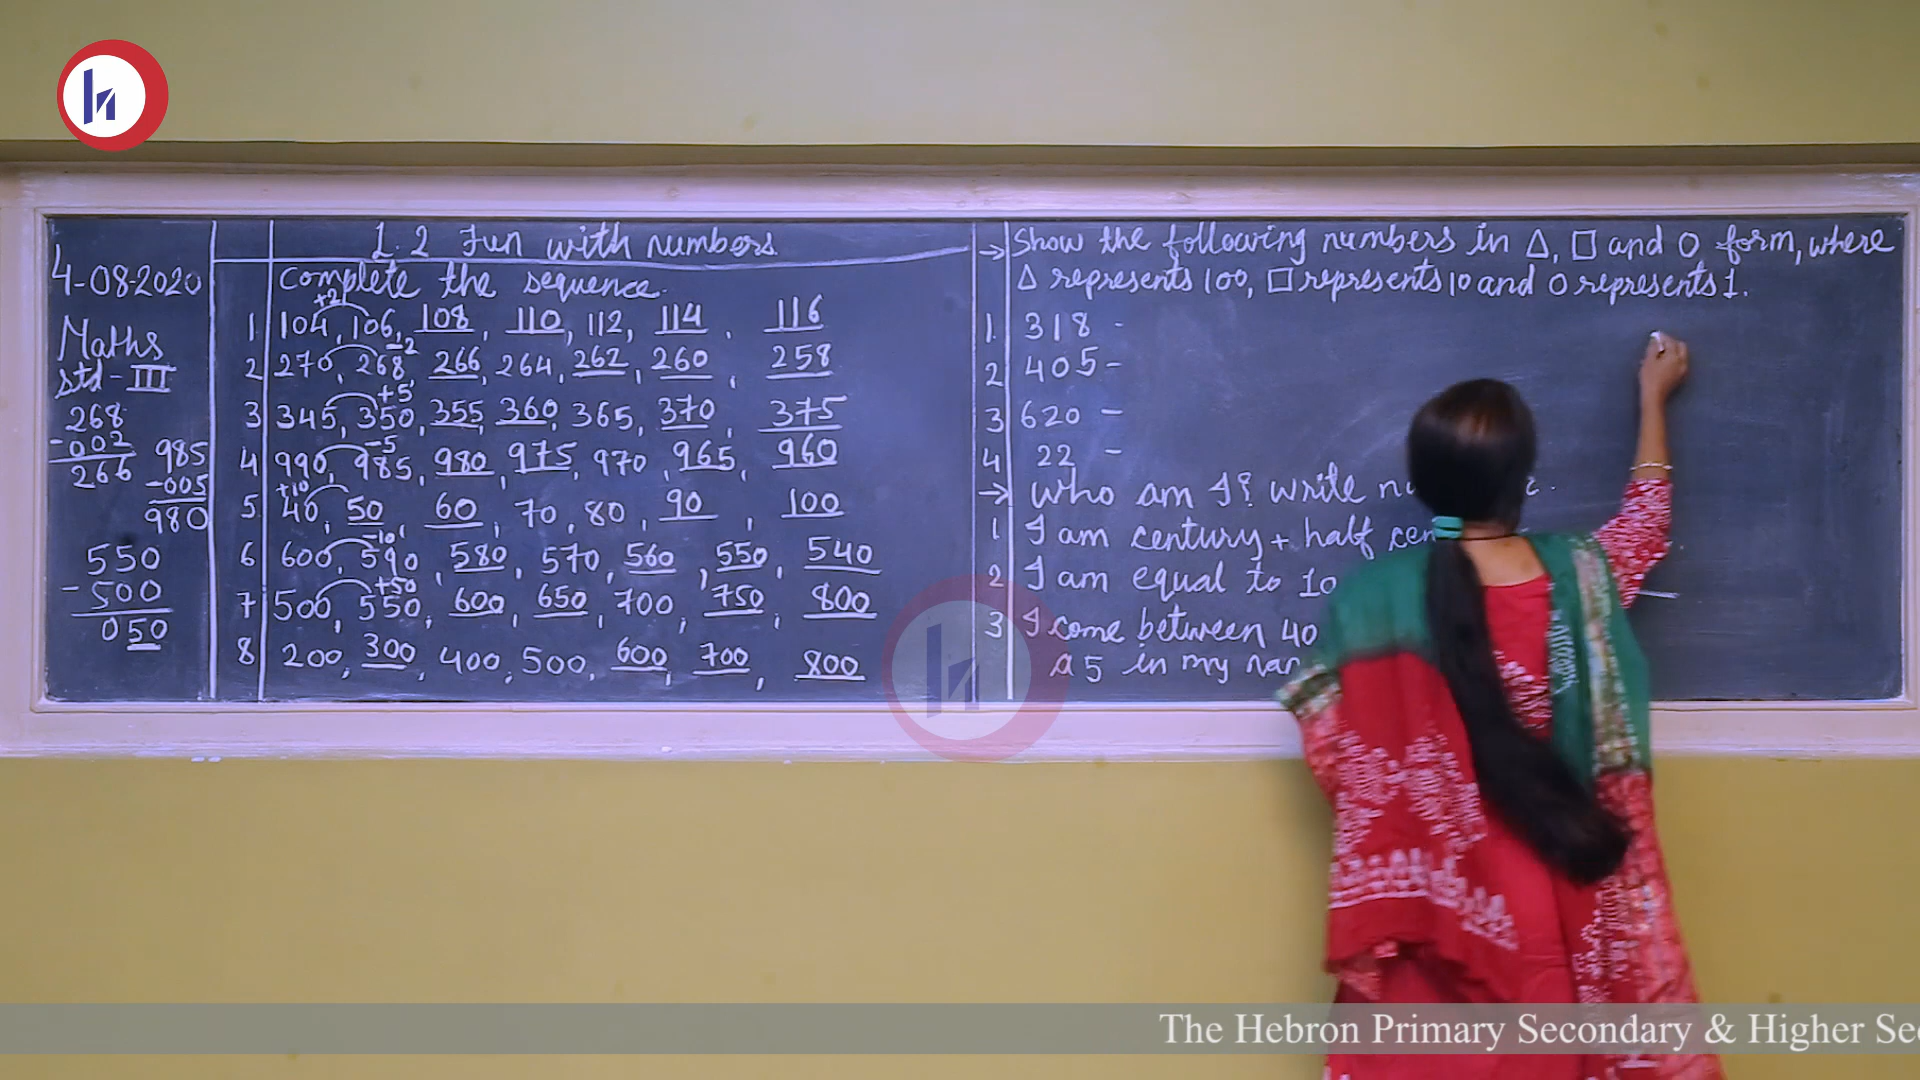 4-08-2020
Maths
Std - III
268
-002
266
985
-005
980
550
- 500
050
1.2 Fun with numbers
Complete the sequence.
+2
1. 104, 106, 108, 110, 112, 114, 116
-2
2 270, 268, 266, 264, 262, 260, 258
+5
3 345, 350, 355, 360, 365, 370, 375
-5
4 990, 985, 980, 975, 970, 965, 960
+10
5. 40, 50, 60, 70, 80, 90, 100
-10
6 600, 590, 580, 570, 560, 550, 540
+50
7 500, 550, 600, 650, 700, 750, 800
8 200, 300, 400, 500, 600, 700, 800
→ Show the following numbers in △, □ and O form, where
△ represents 100, □ represents 10 and O represents 1.
1. 318 -
2 405 -
3 620 -
4 22 -
→ Who am I? write
1 I am century + half
2 I am equal to 10
3 I come between 40
a 5 in my
The Hebron Primary Secondary & Higher